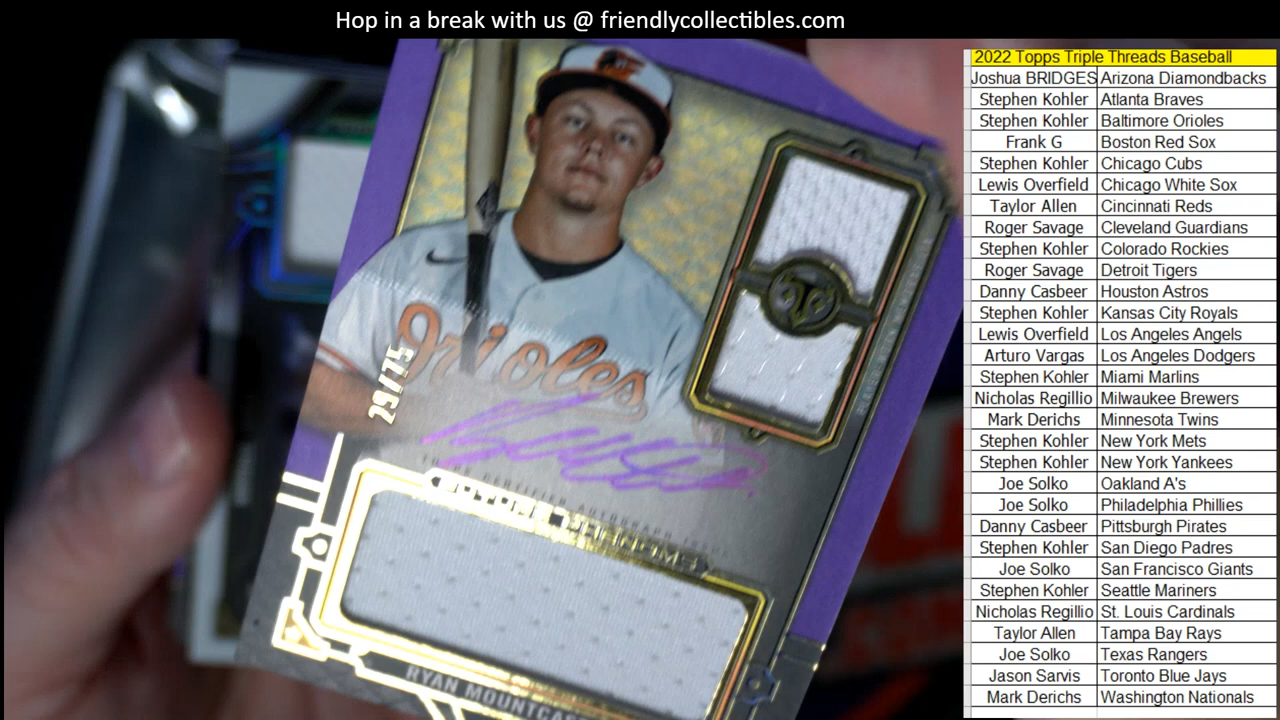 Hop in a break with us @ friendlycollectibles.com
2022 Topps Triple Threads Baseball
Joshua BRIDGES Arizona Diamondbacks
Stephen Kohler Atlanta Braves
Stephen Kohler Baltimore Orioles
Frank G Boston Red Sox
Stephen Kohler Chicago Cubs
Lewis Overfield Chicago White Sox
Taylor Allen Cincinnati Reds
Roger Savage Cleveland Guardians
Stephen Kohler Colorado Rockies
Roger Savage Detroit Tigers
Danny Casbeer Houston Astros
Stephen Kohler Kansas City Royals
Lewis Overfield Los Angeles Angels
Arturo Vargas Los Angeles Dodgers
Stephen Kohler Miami Marlins
Nicholas Regillio Milwaukee Brewers
Mark Derichs Minnesota Twins
Stephen Kohler New York Mets
Stephen Kohler New York Yankees
Joe Solko Oakland A's
Joe Solko Philadelphia Phillies
Danny Casbeer Pittsburgh Pirates
Stephen Kohler San Diego Padres
Joe Solko San Francisco Giants
Stephen Kohler Seattle Mariners
Nicholas Regillio St. Louis Cardinals
Taylor Allen Tampa Bay Rays
Joe Solko Texas Rangers
Jason Sarvis Toronto Blue Jays
Mark Derichs Washington Nationals
Orioles
29/75
TOPPS CERTIFIED AUTOGRAPH ISSUE
FUTURE PHENOMS
RYAN MOUNTCAS